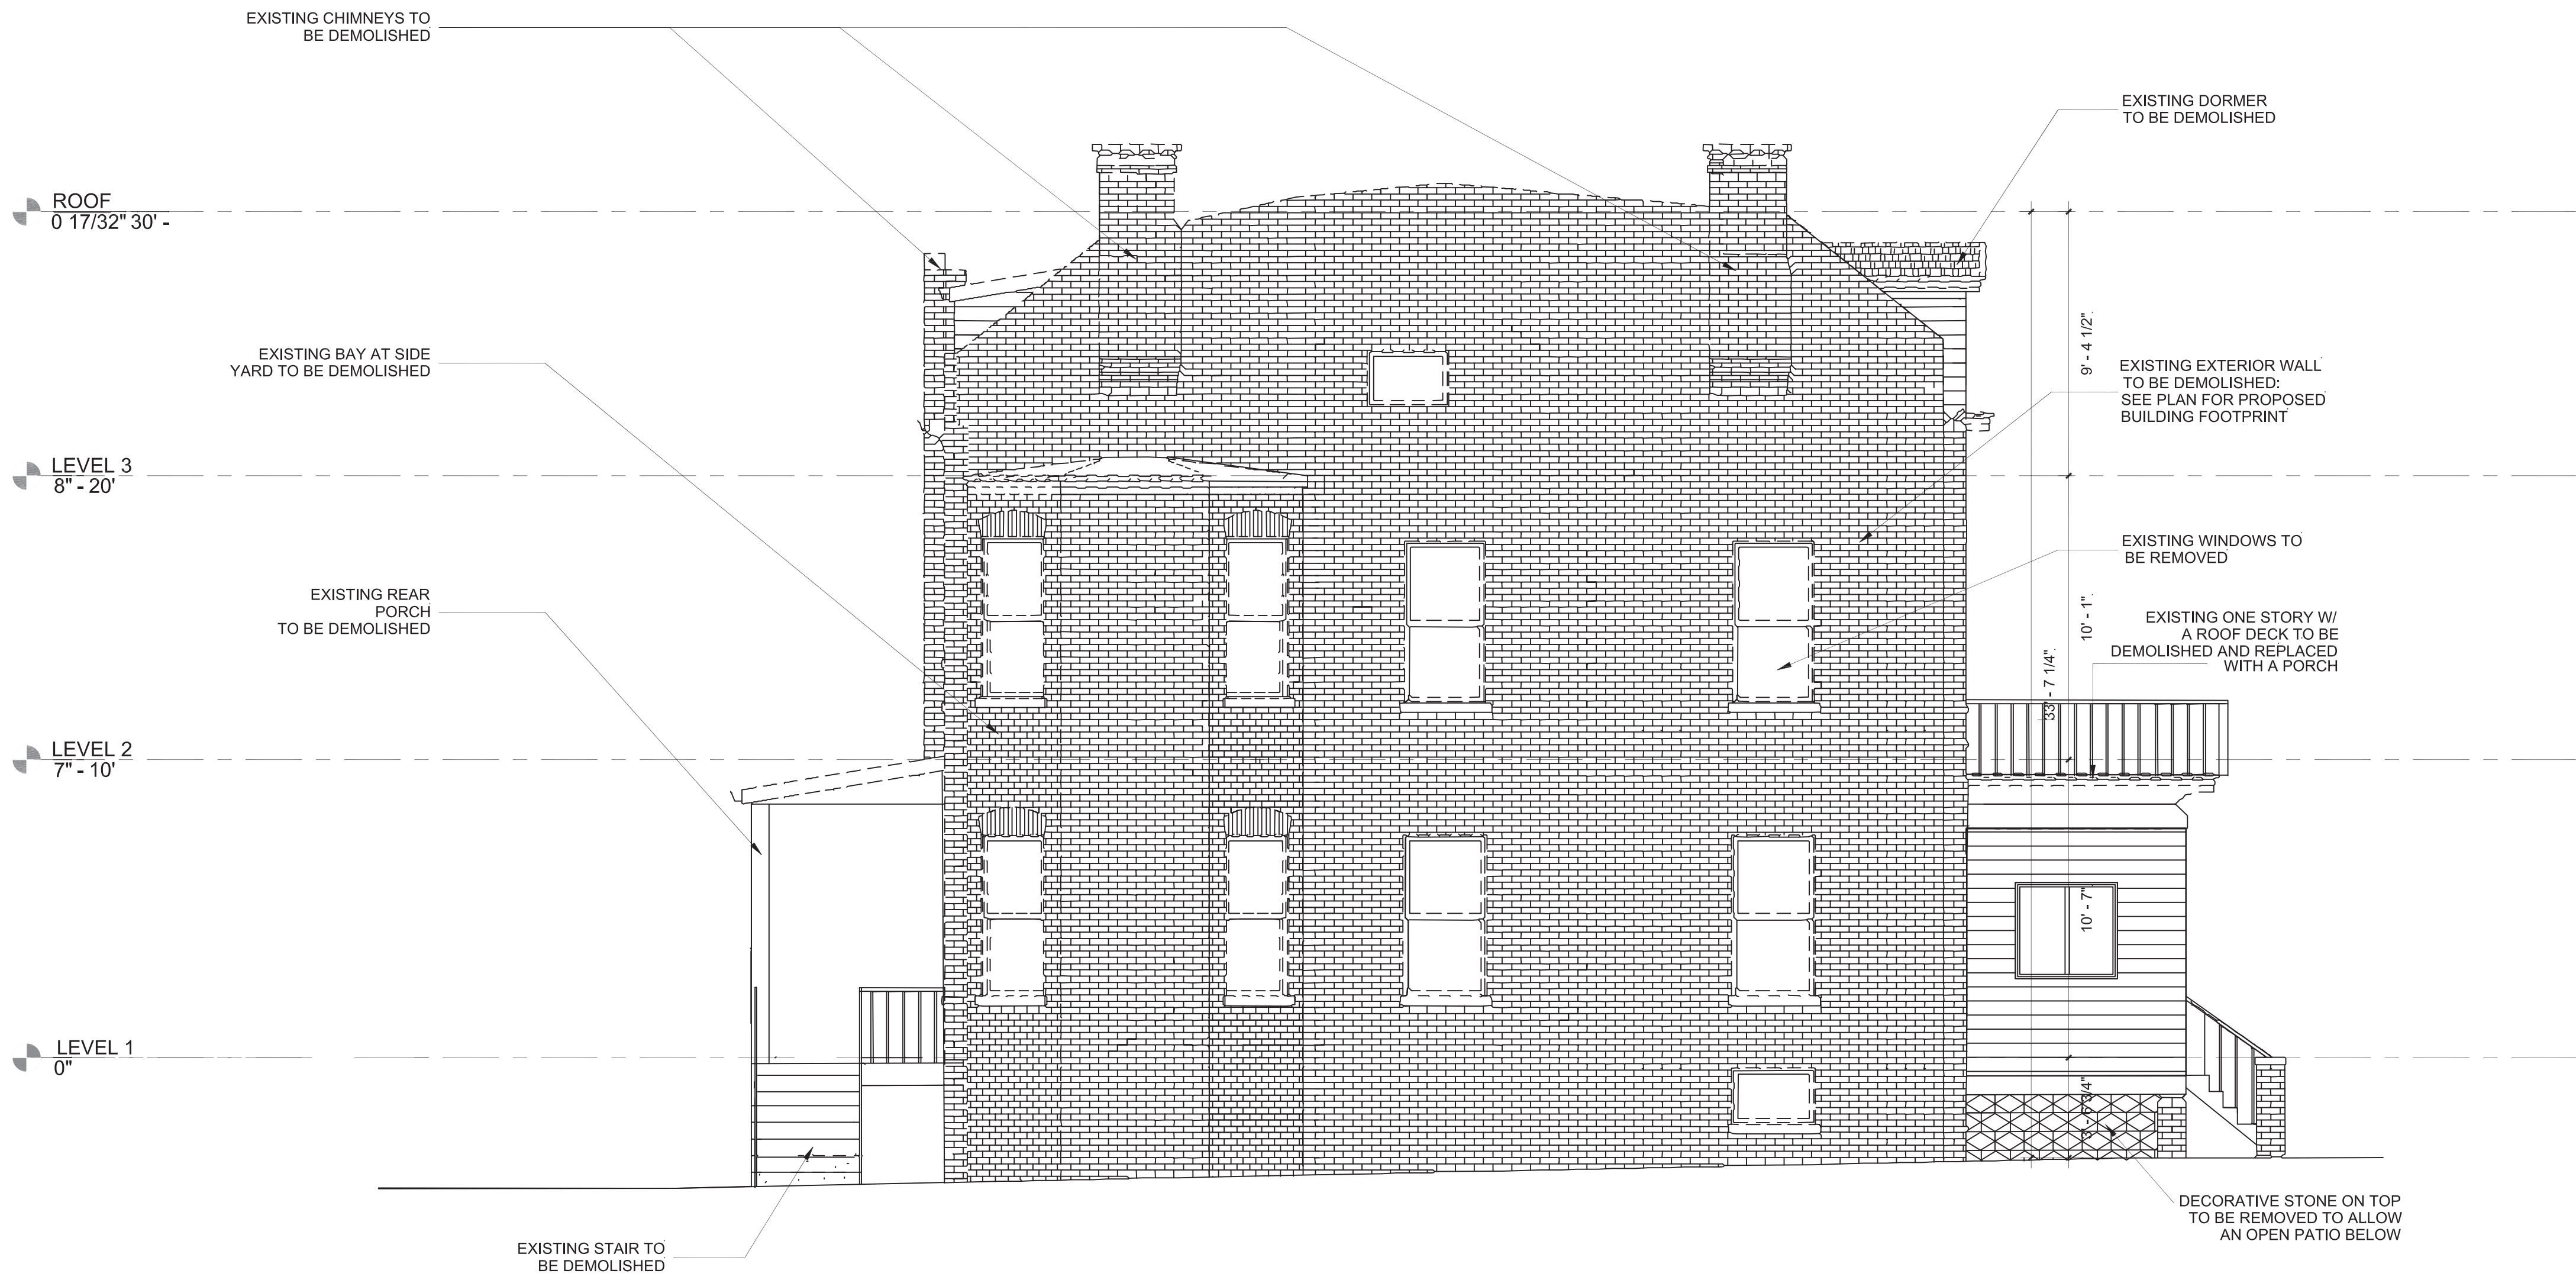 EXISTING CHIMNEYS TO
BE DEMOLISHED
EXISTING DORMER
TO BE DEMOLISHED
ROOF
0 17/32" 30' -
9' - 4 1/2"
EXISTING BAY AT SIDE
YARD TO BE DEMOLISHED
EXISTING EXTERIOR WALL
TO BE DEMOLISHED:
SEE PLAN FOR PROPOSED
BUILDING FOOTPRINT
LEVEL 3
8" - 20'
EXISTING WINDOWS TO
BE REMOVED
EXISTING REAR
PORCH
TO BE DEMOLISHED
10' - 1"
EXISTING ONE STORY W/
A ROOF DECK TO BE
DEMOLISHED AND REPLACED
WITH A PORCH
33' - 7 1/4"
LEVEL 2
7" - 10'
10' - 7"
LEVEL 1
0"
3' - 6 3/4"
DECORATIVE STONE ON TOP
TO BE REMOVED TO ALLOW
AN OPEN PATIO BELOW
EXISTING STAIR TO
BE DEMOLISHED